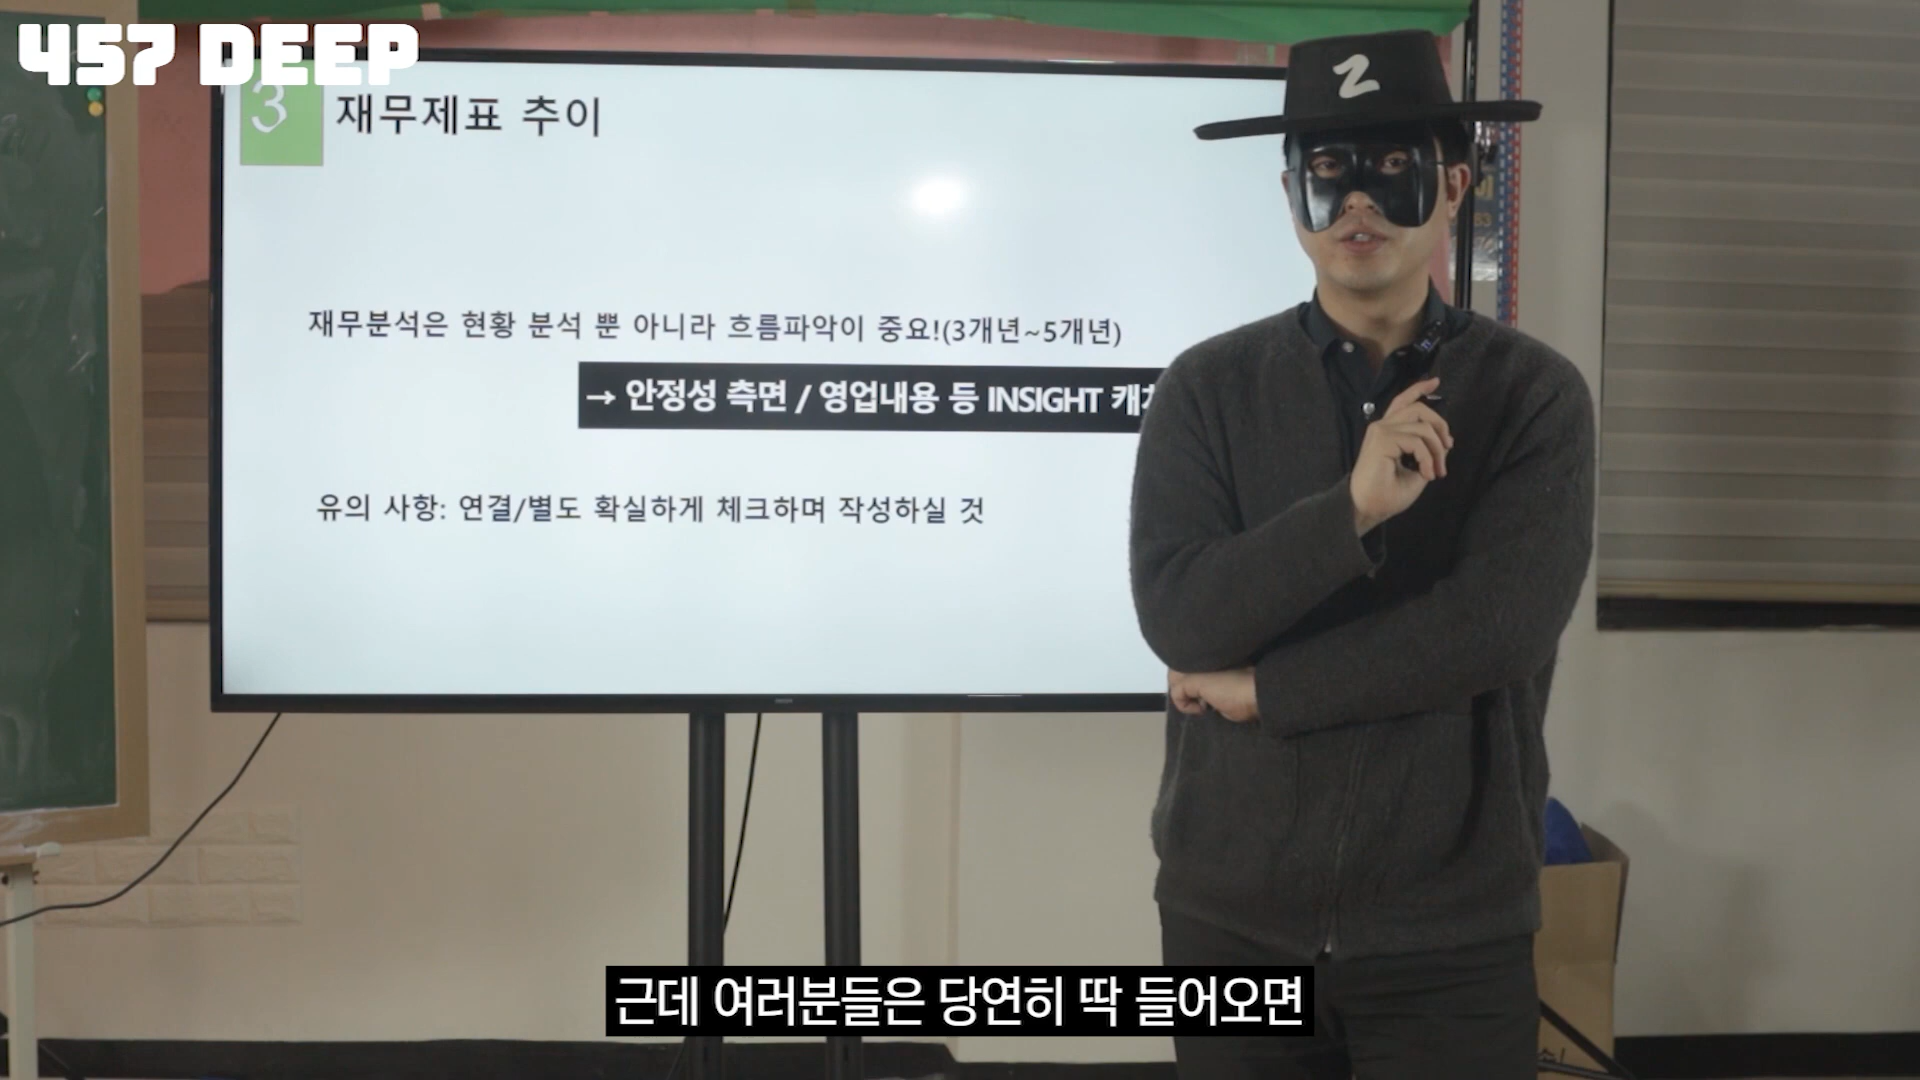 457 DEEP
3 재무제표 추이
재무분석은 현황 분석 뿐 아니라 흐름파악이 중요!(3개년~5개년)
→ 안정성 측면 / 영업내용 등 INSIGHT
유의 사항: 연결/별도 확실하게 체크하며 작성하실 것
Z
근데 여러분들은 당연히 딱 들어오면